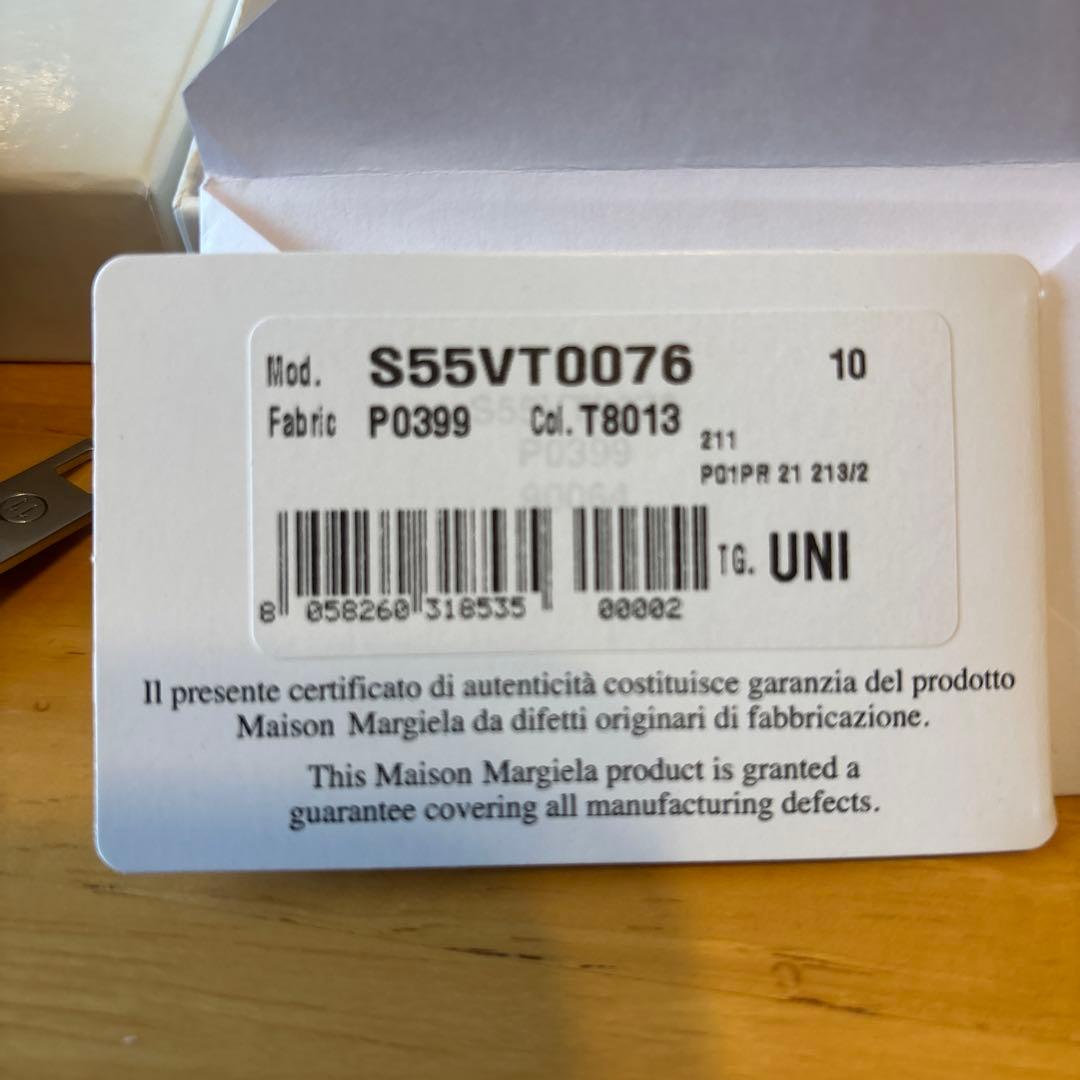 Mod. S55VT0076 10
Fabric P0399 Col. T8013
211
P01PR 21 213/2
TG. UNI
8 058260 318535 00002
Il presente certificato di autenticità costituisce garanzia del prodotto
Maison Margiela da difetti originari di fabbricazione.
This Maison Margiela product is granted a
guarantee covering all manufacturing defects.
11